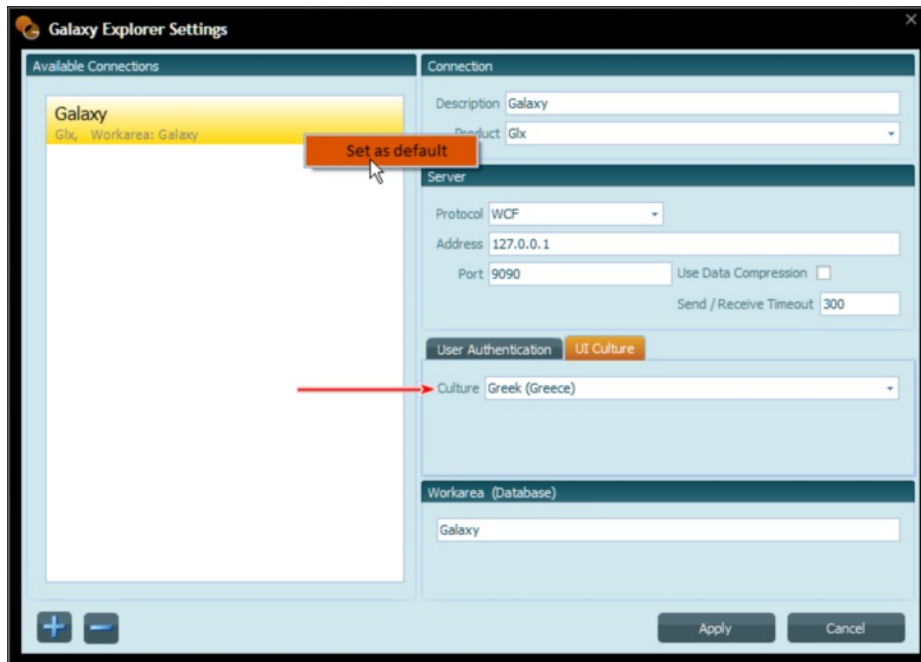 Galaxy Explorer Settings
Available Connections
Galaxy
Glx, Workarea: Galaxy
Set as default
Connection
Description Galaxy
Product Glx
Server
Protocol WCF
Address 127.0.0.1
Port 9090
Use Data Compression
Send / Receive Timeout 300
User Authentication UI Culture
Culture Greek (Greece)
Workarea (Database)
Galaxy
Apply Cancel